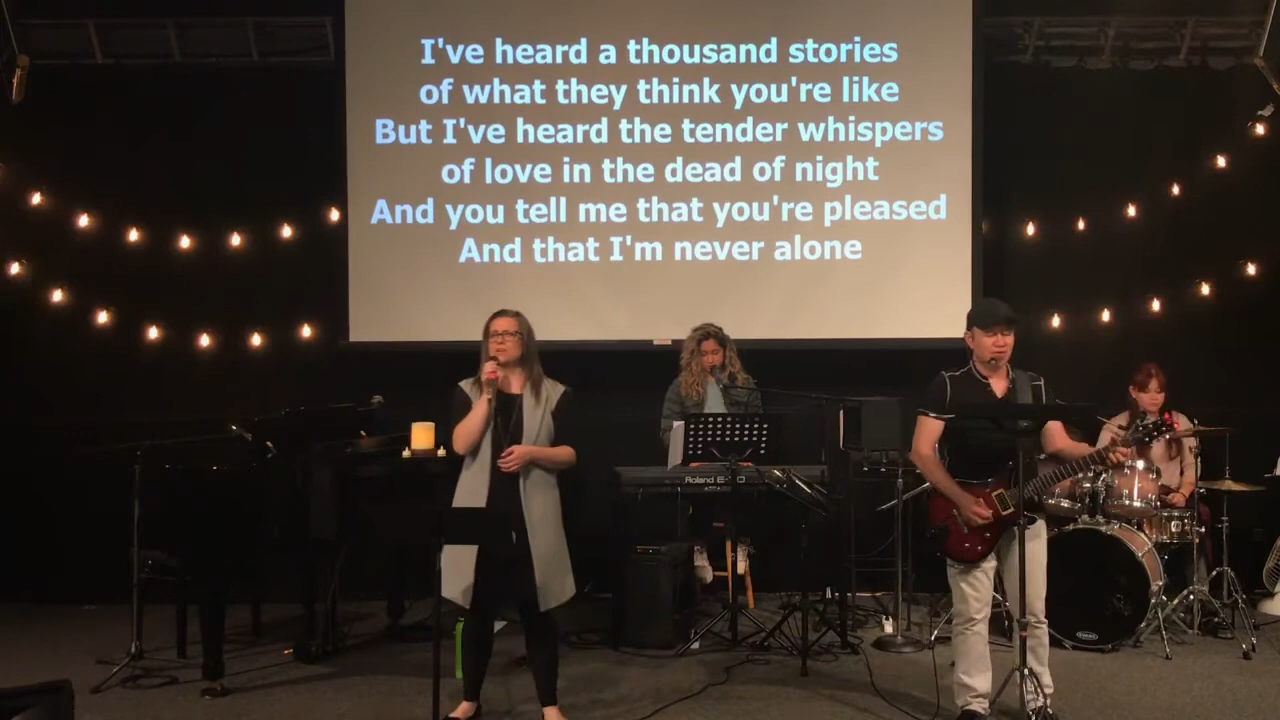 I've heard a thousand stories
of what they think you're like
But I've heard the tender whispers
of love in the dead of night
And you tell me that you're pleased
And that I'm never alone
Roland E-